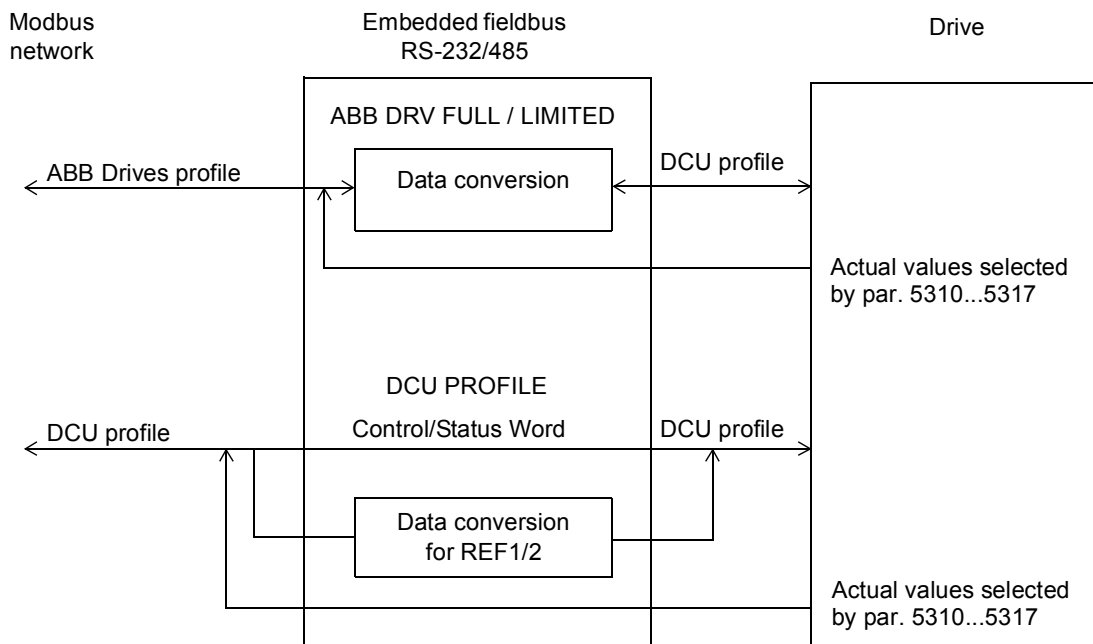 Modbus
network
Embedded fieldbus
RS-232/485
Drive
ABB DRV FULL / LIMITED
ABB Drives profile
Data conversion
DCU profile
Actual values selected
by par. 5310...5317
DCU PROFILE
DCU profile
Control/Status Word
DCU profile
Data conversion
for REF1/2
Actual values selected
by par. 5310...5317